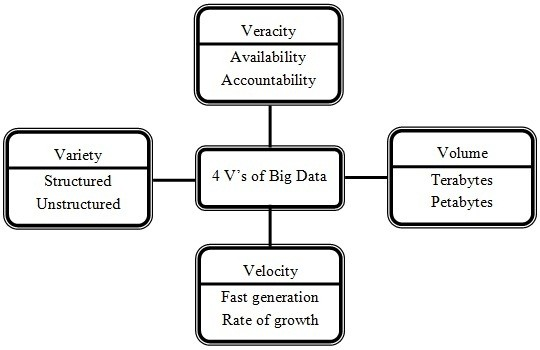 Veracity
Availability
Accountability
Variety
Structured
Unstructured
4 V's of Big Data
Volume
Terabytes
Petabytes
Velocity
Fast generation
Rate of growth